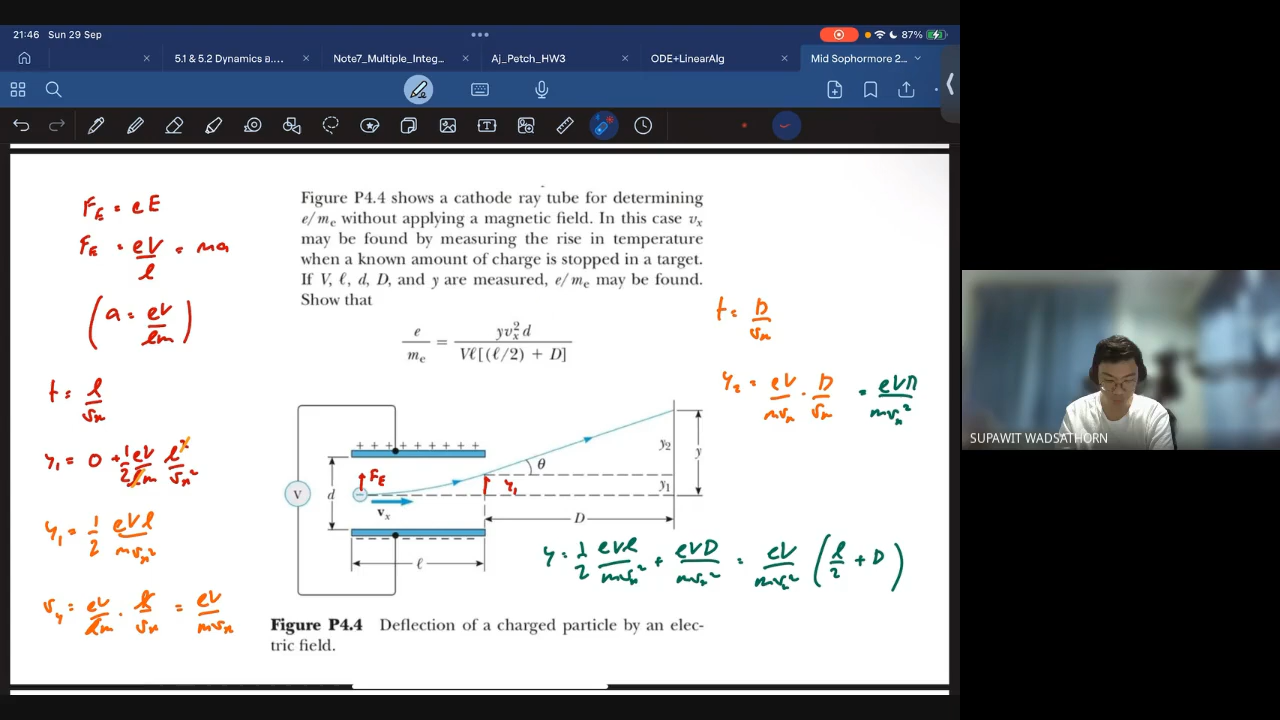 21:46 Sun 29 Sep
87%
5.1 & 5.2 Dynamics a....
Note7_Multiple_Integ...
Aj_Petch_HW3
ODE+LinearAlg
Mid Sophormore 2...
Figure P4.4 shows a cathode ray tube for determining
e/mₑ without applying a magnetic field. In this case vₓ
may be found by measuring the rise in temperature
when a known amount of charge is stopped in a target.
If V, ℓ, d, D, and y are measured, e/mₑ may be found.
Show that
e/mₑ = yvₓ²d / Vℓ[(ℓ/2) + D]
F_E = eE
F_E = eV/l = ma
(a = eV/lm)
t = l/vₓ
y₁ = 0 + 1/2 eV/lm l²/vₓ²
y₁ = 1/2 eVl/mvₓ²
v_y = eV/lm · l/vₓ = eV/mvₓ
t = D/vₓ
y₂ = eV/mvₓ · D/vₓ = eVD/mvₓ²
+ + + + + + + + +
V
d
F_E
vₓ
y₁
θ
y₂
y₁
y
D
ℓ
y = 1/2 eVl/mvₓ² + eVD/mvₓ² = eV/mvₓ² (l/2 + D)
Figure P4.4 Deflection of a charged particle by an elec-
tric field.
SUPAWIT WADSATHORN